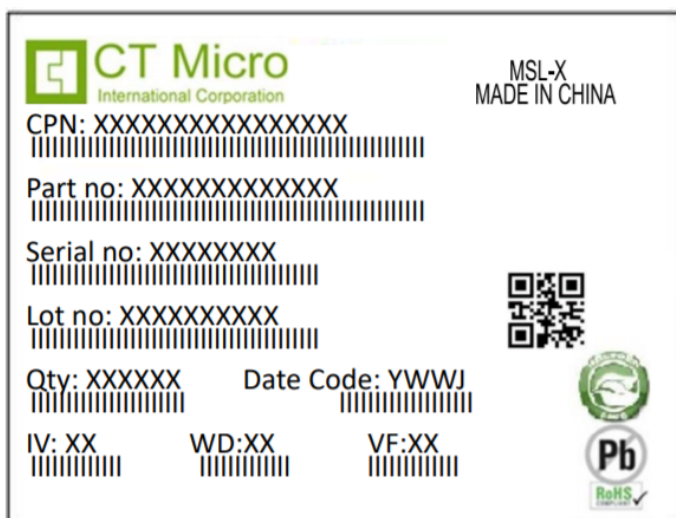 CT Micro
International Corporation
MSL-X
MADE IN CHINA
CPN: XXXXXXXXXXXXXXXX
Part no: XXXXXXXXXXXXX
Serial no: XXXXXXXX
Lot no: XXXXXXXXXX
Qty: XXXXXX Date Code: YWWJ
IV: XX WD:XX VF:XX
Pb
RoHS